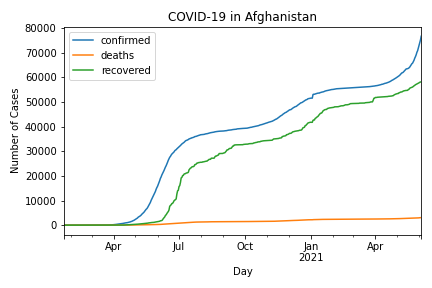 COVID-19 in Afghanistan
confirmed
deaths
recovered
Number of Cases
80000
70000
60000
50000
40000
30000
20000
10000
0
Apr
Jul
Oct
Jan
2021
Apr
Day